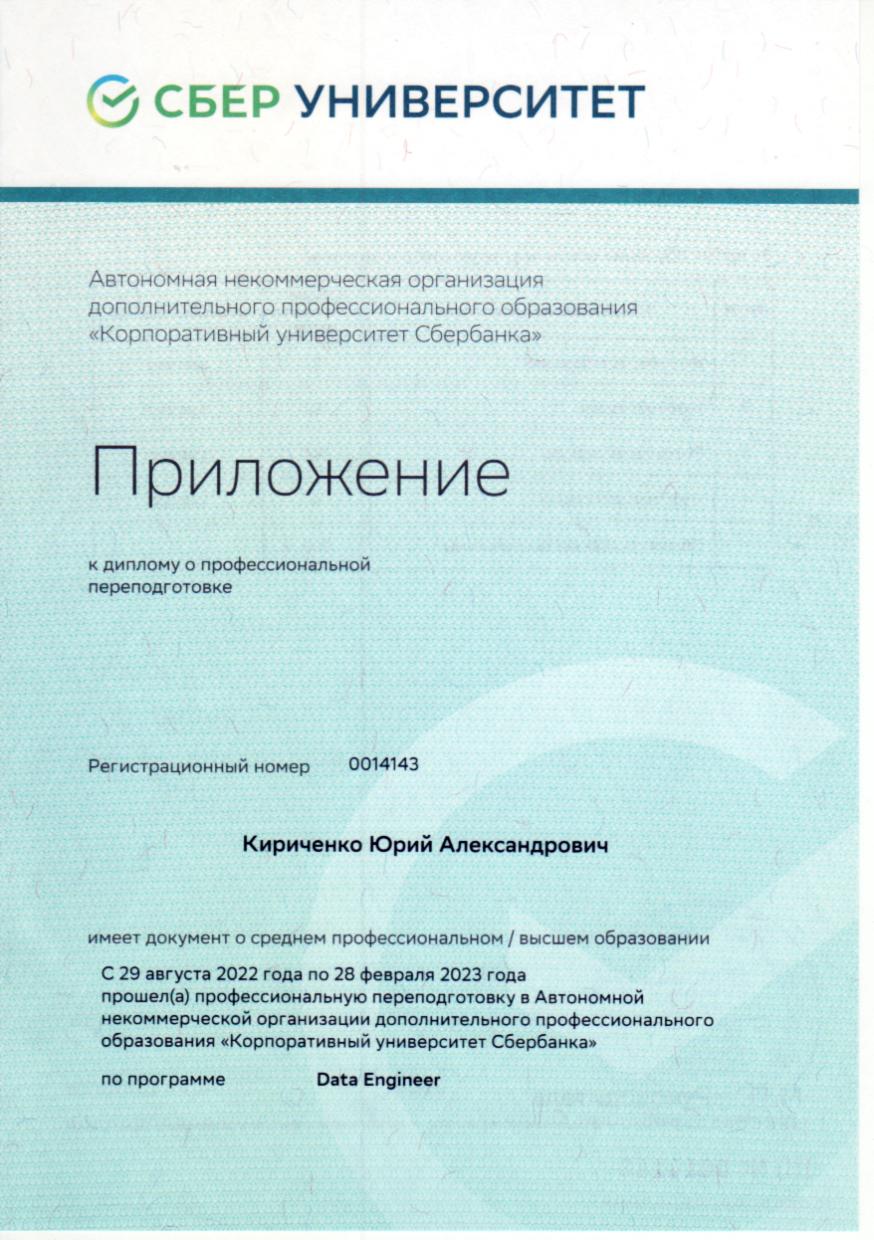 СБЕР УНИВЕРСИТЕТ
Автономная некоммерческая организация
дополнительного профессионального образования
«Корпоративный университет Сбербанка»
Приложение
к диплому о профессиональной
переподготовке
Регистрационный номер 0014143
Кириченко Юрий Александрович
имеет документ о среднем профессиональном / высшем образовании
С 29 августа 2022 года по 28 февраля 2023 года
прошел(а) профессиональную переподготовку в Автономной
некоммерческой организации дополнительного профессионального
образования «Корпоративный университет Сбербанка»
по программе Data Engineer